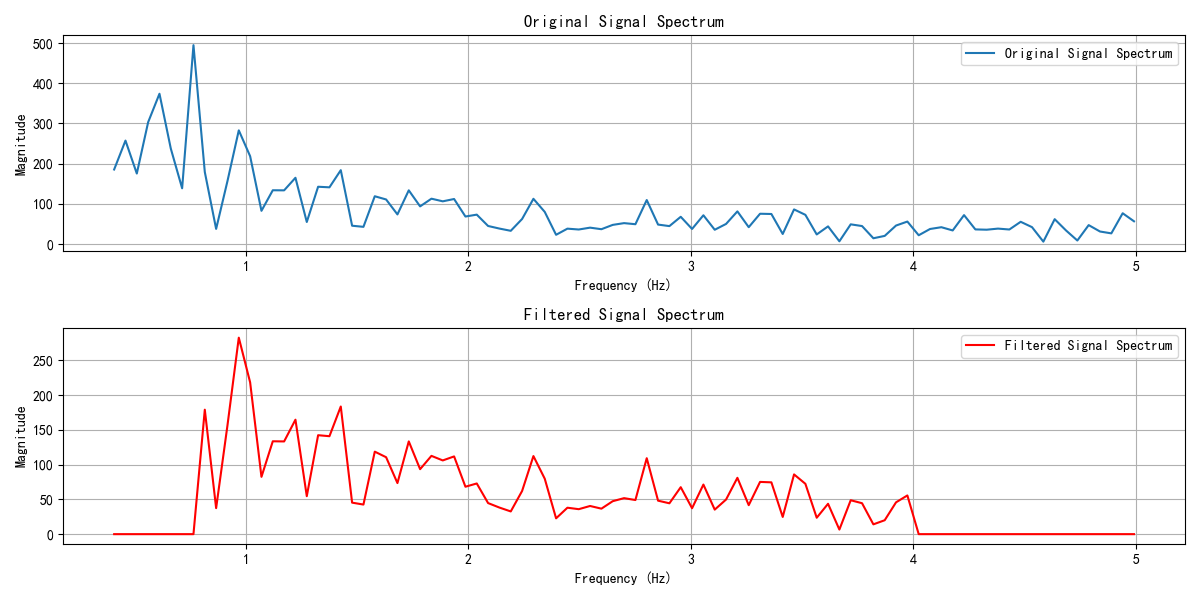 Original Signal Spectrum
Original Signal Spectrum
Magnitude
500
400
300
200
100
0
1
2
3
4
5
Frequency (Hz)
Filtered Signal Spectrum
Filtered Signal Spectrum
Magnitude
250
200
150
100
50
0
1
2
3
4
5
Frequency (Hz)